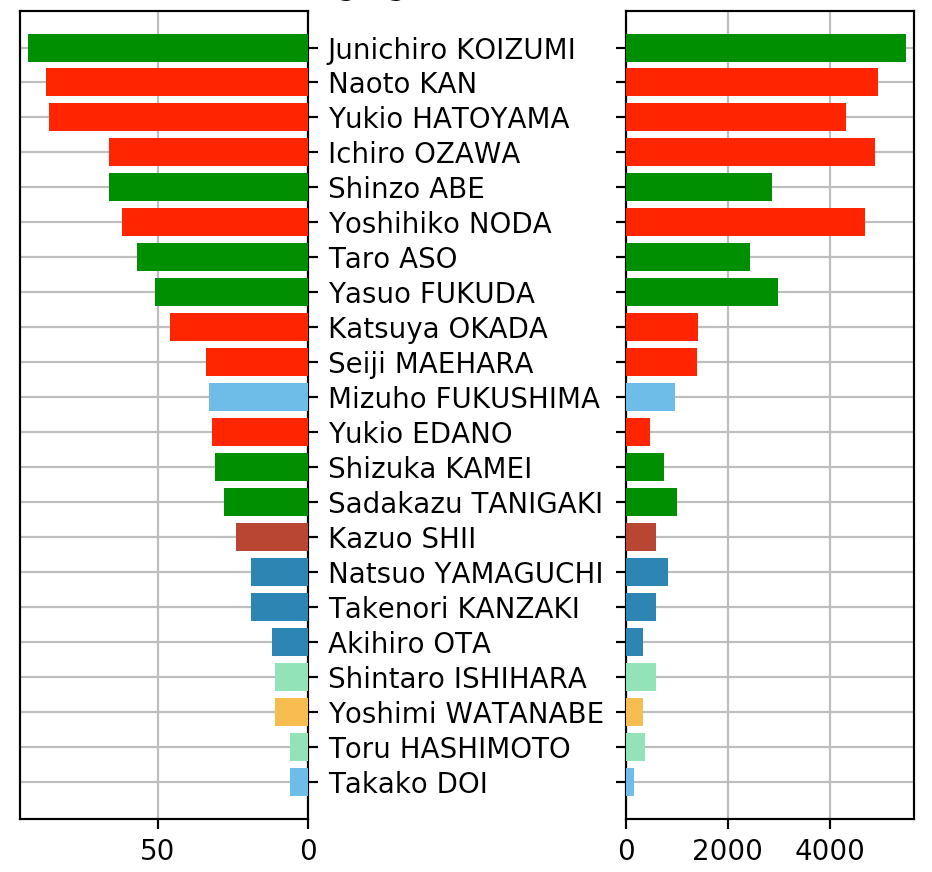 Junichiro KOIZUMI
Naoto KAN
Yukio HATOYAMA
Ichiro OZAWA
Shinzo ABE
Yoshihiko NODA
Taro ASO
Yasuo FUKUDA
Katsuya OKADA
Seiji MAEHARA
Mizuho FUKUSHIMA
Yukio EDANO
Shizuka KAMEI
Sadakazu TANIGAKI
Kazuo SHII
Natsuo YAMAGUCHI
Takenori KANZAKI
Akihiro OTA
Shintaro ISHIHARA
Yoshimi WATANABE
Toru HASHIMOTO
Takako DOI
50 0 0 2000 4000